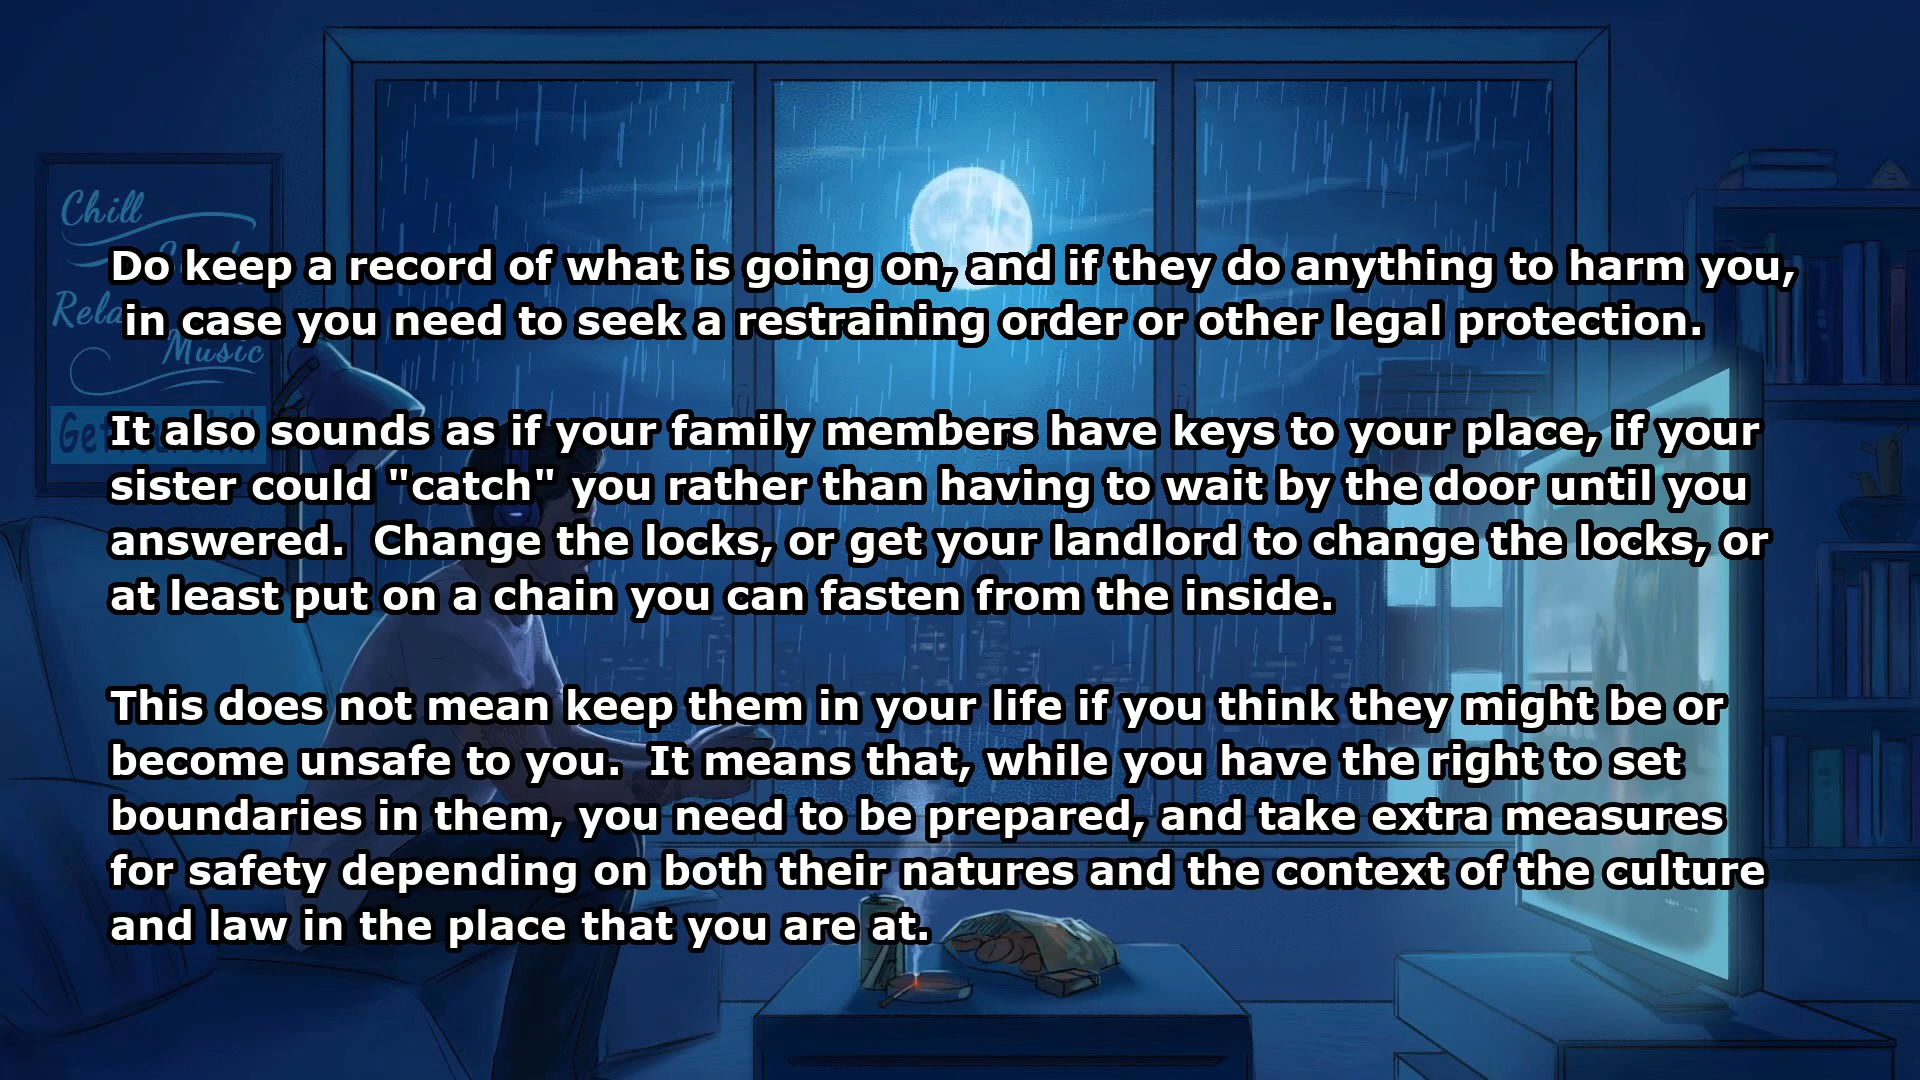 Chill
Do keep a record of what is going on, and if they do anything to harm you,
in case you need to seek a restraining order or other legal protection.
Music
It also sounds as if your family members have keys to your place, if your
sister could "catch" you rather than having to wait by the door until you
answered.  Change the locks, or get your landlord to change the locks, or
at least put on a chain you can fasten from the inside.
This does not mean keep them in your life if you think they might be or
become unsafe to you.  It means that, while you have the right to set
boundaries in them, you need to be prepared, and take extra measures
for safety depending on both their natures and the context of the culture
and law in the place that you are at.